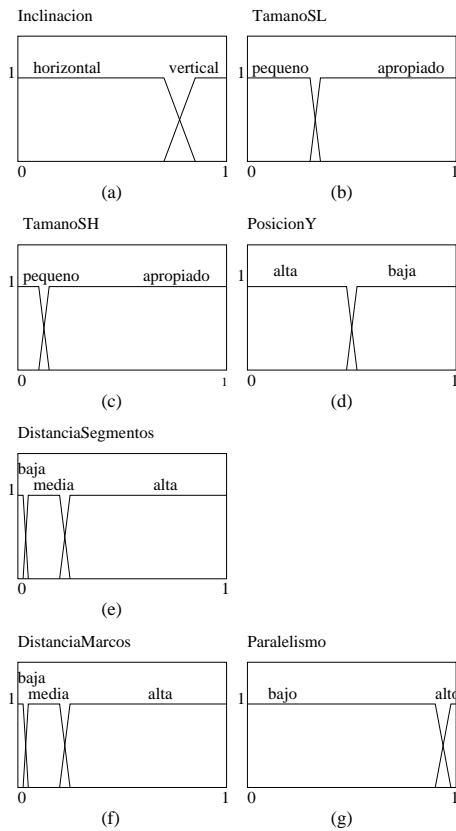 Inclinacion
1 horizontal vertical
0 1
(a)
TamanoSL
1 pequeno apropiado
0 1
(b)
TamanoSH
1 pequeno apropiado
0 1
(c)
PosicionY
1 alta baja
0 1
(d)
DistanciaSegmentos
baja
1 media alta
0 1
(e)
DistanciaMarcos
baja
1 media alta
0 1
(f)
Paralelismo
1 bajo alto
0 1
(g)